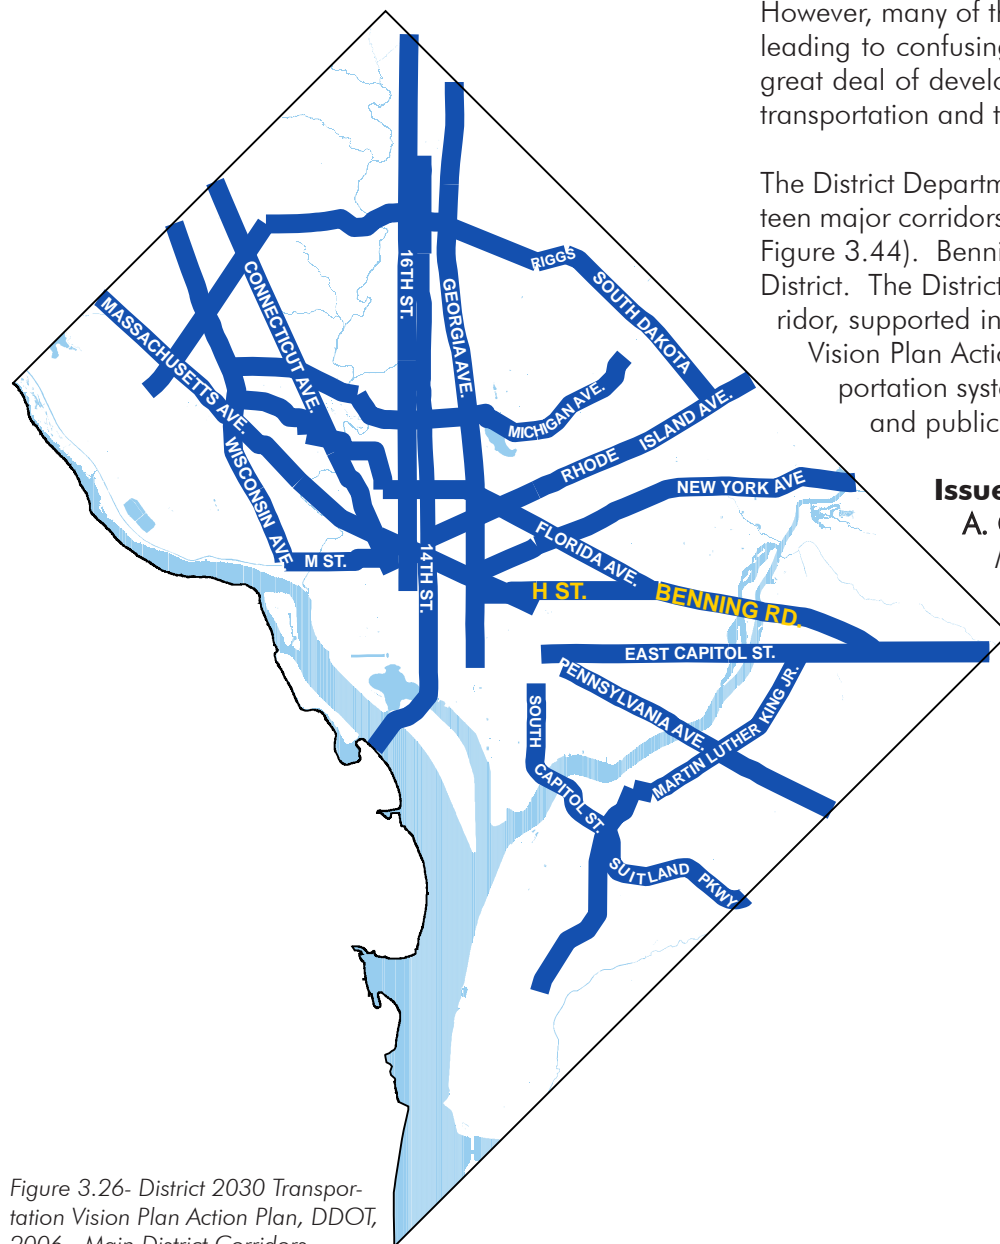 However, many of th
leading to confusing
great deal of develo
transportation and t
The District Departm
teen major corridors
Figure 3.44). Benni
District. The District
ridor, supported in
Vision Plan Actio
portation syste
and public
Issue
A.
16TH ST.
RIGGS
SOUTH DAKOTA
CONNECTICUT AVE.
GEORGIA AVE.
MASSACHUSETTS AVE.
MICHIGAN AVE.
RHODE ISLAND AVE.
WISCONSIN AVE
NEW YORK AVE
FLORIDA AVE.
M ST.
14TH ST.
H ST.
BENNING RD.
EAST CAPITOL ST.
PENNSYLVANIA AVE.
SOUTH CAPITOL ST.
MARTIN LUTHER KING JR.
SUITLAND PKWY
Figure 3.26- District 2030 Transpor-
tation Vision Plan Action Plan, DDOT,
2006 - Main District Corridors